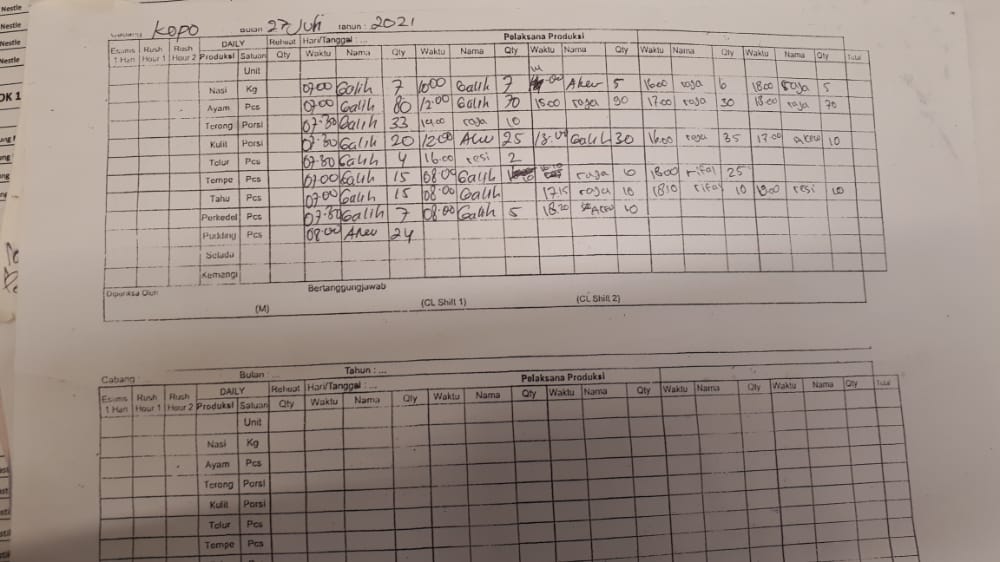 Nestle
Nestle
Nestle
Nestle
OK 1
Cabang : Kopo Bulan 27 Juli Tahun : 2021
Esimis 1 Hari Rush Hour 1 Rush Hour 2 DAILY Produksi Satuan Reheat Qty Hari/Tanggal : ... Pelaksana Produksi
Waktu Nama Qty Waktu Nama Qty Waktu Nama Qty Waktu Nama Qty Waktu Nama Qty Total
Unit
Nasi Kg 07.00 Galih 7 10.00 Galih 7 Aceu 5 16.00 raja 6 18.00 raja 5
Ayam Pcs 07.00 Galih 80 12.00 Galih 70 15.00 raja 90 17.00 raja 30 18.00 raja 70
Terong Porsi 07.30 Galih 33 14.00 raja 10
Kulit Porsi 07.30 Galih 20 12.00 Aceu 25 13.00 Galih 30 16.00 raja 35 17.00 aceu 10
Telur Pcs 07.30 Galih 4 16.00 resi 2
Tempe Pcs 07.00 Galih 15 08.00 Galih raja 10 18.00 rifal 25
Tahu Pcs 07.00 Galih 15 08.00 Galih 17.15 raja 10 18.10 rifal 10 19.00 resi 10
Perkedel Pcs 07.30 Galih 7 08.00 Galih 5 18.20 Aceu 10
Pudding Pcs 08.00 Aceu 24
Selada
Kemangi
Diperiksa Oleh Bertanggungjawab
(M) (CL Shift 1) (CL Shift 2)
Cabang : ... Bulan : ... Tahun : ...
Esimis 1 Hari Rush Hour 1 Rush Hour 2 DAILY Produksi Satuan Reheat Qty Hari/Tanggal : ... Pelaksana Produksi
Waktu Nama Qty Waktu Nama Qty Waktu Nama Qty Waktu Nama Qty Waktu Nama Qty Total
Unit
Nasi Kg
Ayam Pcs
Terong Porsi
Kulit Porsi
Telur Pcs
Tempe Pcs